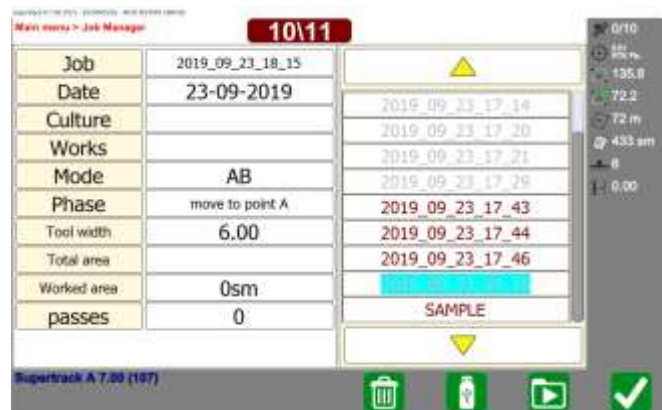 Main menu > Job Manager
10\11
Job
2019_09_23_18_15
Date
23-09-2019
Culture
Works
Mode
AB
Phase
move to point A
Tool width
6.00
Total area
Worked area
0sm
passes
0
2019_09_23_17_14
2019_09_23_17_20
2019_09_23_17_21
2019_09_23_17_29
2019_09_23_17_43
2019_09_23_17_44
2019_09_23_17_46
SAMPLE
0/10
135.8
72.2
72 m
433 sm
6
0.00
Supertrack A 7.00 (107)